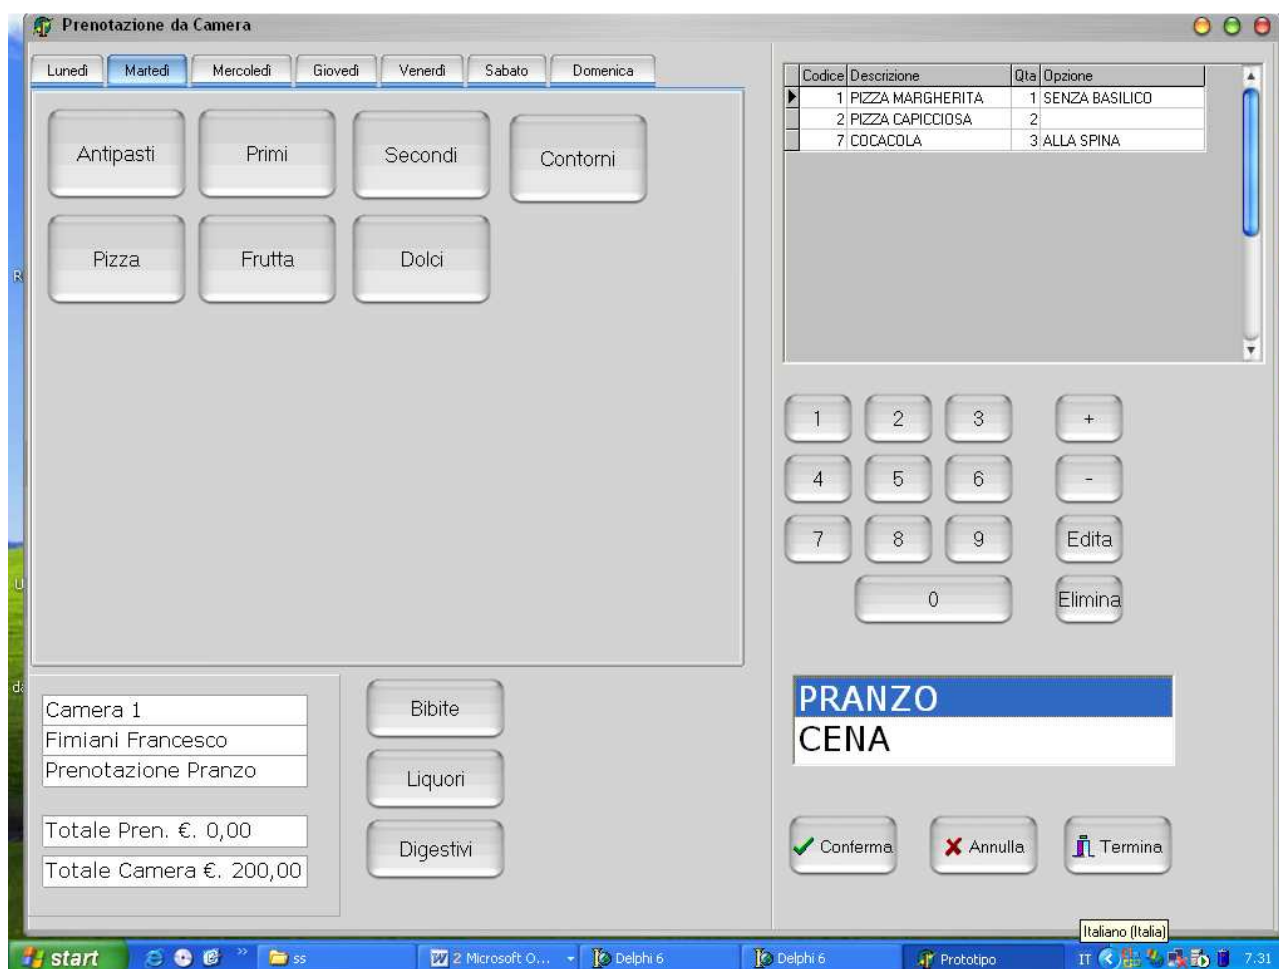 Prenotazione da Camera
Lunedì Martedì Mercoledì Giovedì Venerdì Sabato Domenica
Antipasti Primi Secondi Contorni
Pizza Frutta Dolci
Codice Descrizione Qta Opzione
1 PIZZA MARGHERITA 1 SENZA BASILICO
2 PIZZA CAPICCIOSA 2
7 COCACOLA 3 ALLA SPINA
1 2 3 +
4 5 6 -
7 8 9 Edita
0 Elimina
Camera 1
Fimiani Francesco
Prenotazione Pranzo
Totale Pren. €. 0,00
Totale Camera €. 200,00
Bibite
Liquori
Digestivi
PRANZO
CENA
Conferma Annulla Termina
Italiano (Italia)
start » ss 2 Microsoft O... Delphi 6 Delphi 6 Prototipo IT 7.31